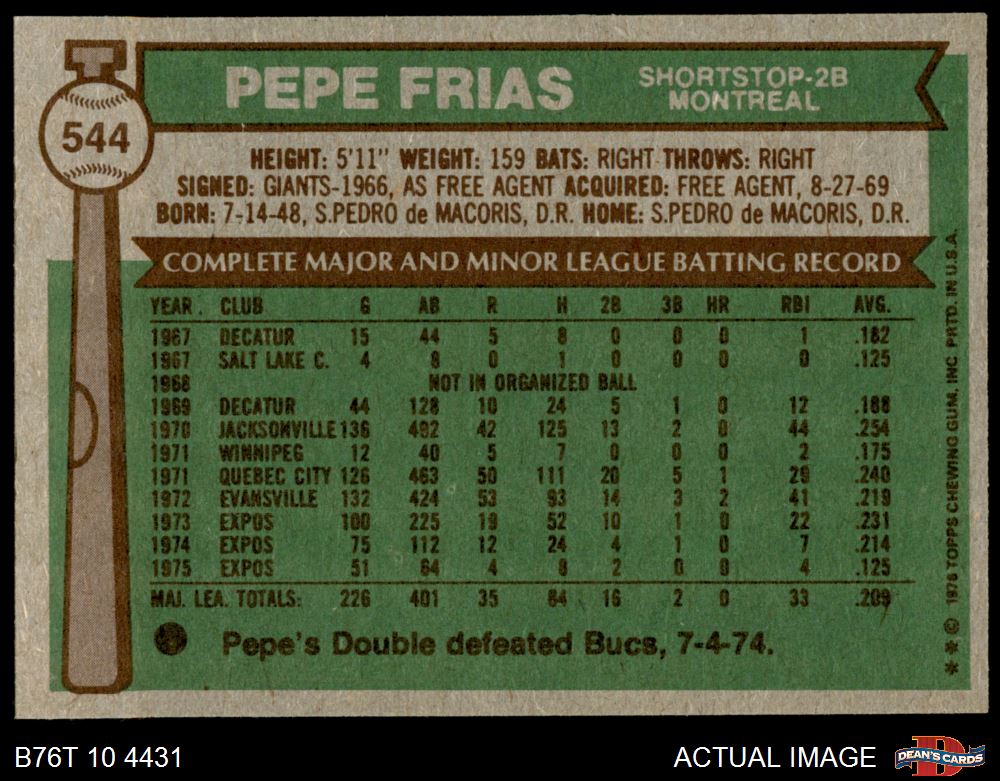 PEPE FRIAS
SHORTSTOP-2B
MONTREAL
544
HEIGHT: 5'11" WEIGHT: 159 BATS: RIGHT THROWS: RIGHT
SIGNED: GIANTS-1966, AS FREE AGENT ACQUIRED: FREE AGENT, 8-27-69
BORN: 7-14-48, S.PEDRO de MACORIS, D.R. HOME: S.PEDRO de MACORIS, D.R.
COMPLETE MAJOR AND MINOR LEAGUE BATTING RECORD
YEAR. CLUB G AB R H 2B 3B HR RBI AVG.
1967 DECATUR 15 44 5 8 0 0 0 1 .182
1967 SALT LAKE C. 4 8 0 1 0 0 0 0 .125
1968 NOT IN ORGANIZED BALL
1969 DECATUR 44 128 10 24 5 1 0 12 .188
1970 JACKSONVILLE 136 492 42 125 13 2 0 44 .254
1971 WINNIPEG 12 40 5 7 0 0 0 2 .175
1971 QUEBEC CITY 126 463 50 111 20 5 1 29 .240
1972 EVANSVILLE 132 424 53 93 14 3 2 41 .219
1973 EXPOS 100 225 19 52 10 1 0 22 .231
1974 EXPOS 75 112 12 24 4 1 0 7 .214
1975 EXPOS 51 64 4 8 2 0 0 4 .125
MAJ. LEA. TOTALS: 226 401 35 84 16 2 0 33 .209
Pepe's Double defeated Bucs, 7-4-74.
* * © 1976 TOPPS CHEWING GUM, INC PRTD. IN U.S.A.
B76T 10 4431
ACTUAL IMAGE
D
DEAN'S CARDS